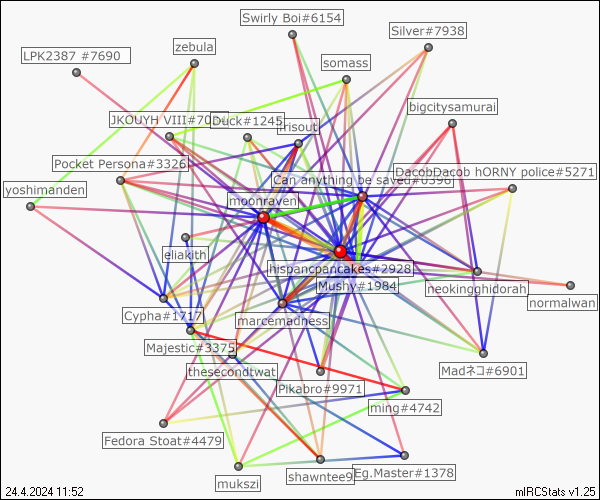 Swirly Boi#6154
Silver#7938
LPK2387 #7690
zebula
somass
bigcitysamurai
JKOUYH VIII#70
Duck#1245
irisout
Pocket Persona#3326
Can anything be saved#0398
DacobDacob hORNY police#5271
yoshimanden
moonraven
eliakith
hispancpancakes#2928
Mushy#1984
neokingghidorah
normalwan
Cypha#1717
marcemadness
Majestic#3375
thesecondtwat
Madネコ#6901
Pikabro#9971
ming#4742
Fedora Stoat#4479
mukszi
shawntee9
Eg.Master#1378
24.4.2024 11:52
mIRCStats v1.25